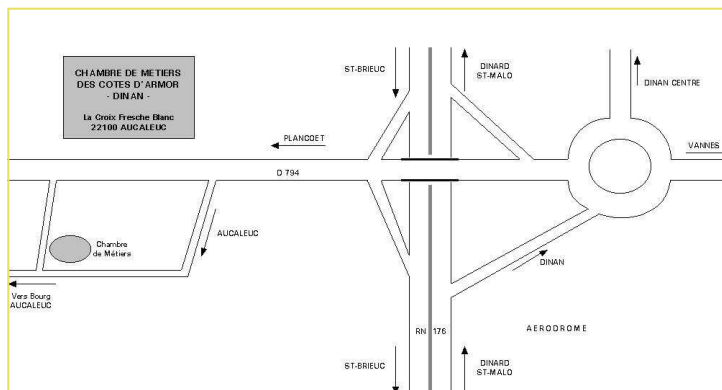 CHAMBRE DE METIERS
DES COTES D'ARMOR
- DINAN -
La Croix Fresche Blanc
22100 AUCALEUC
ST-BRIEUC
DINARD
ST-MALO
DINAN CENTRE
PLANCOET
VANNES
D 794
AUCALEUC
Chambre
de Métiers
DINAN
Vers Bourg
AUCALEUC
RN 176
AERODROME
ST-BRIEUC
DINARD
ST-MALO